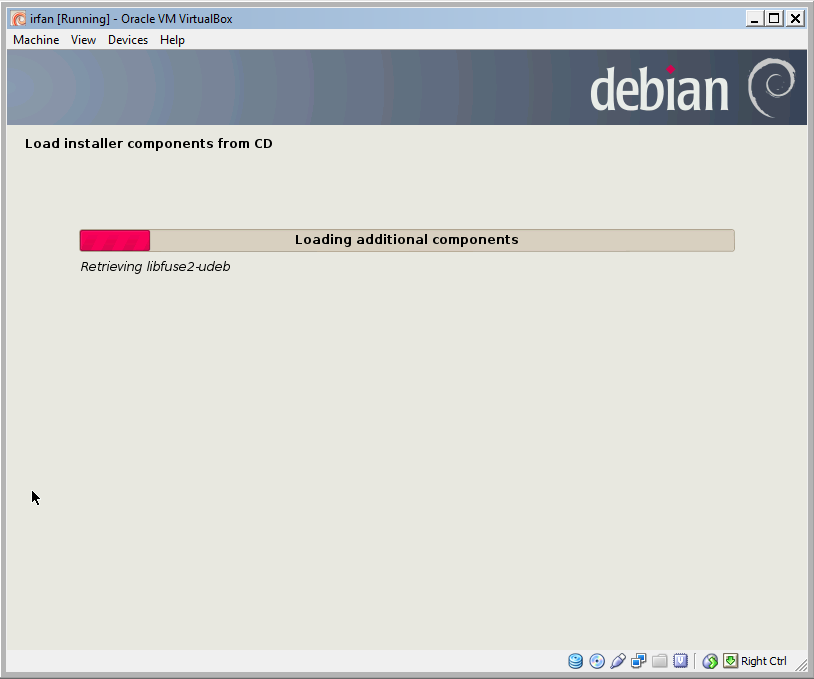 irfan [Running] - Oracle VM VirtualBox
Machine View Devices Help
debian
Load installer components from CD
Loading additional components
Retrieving libfuse2-udeb
Right Ctrl